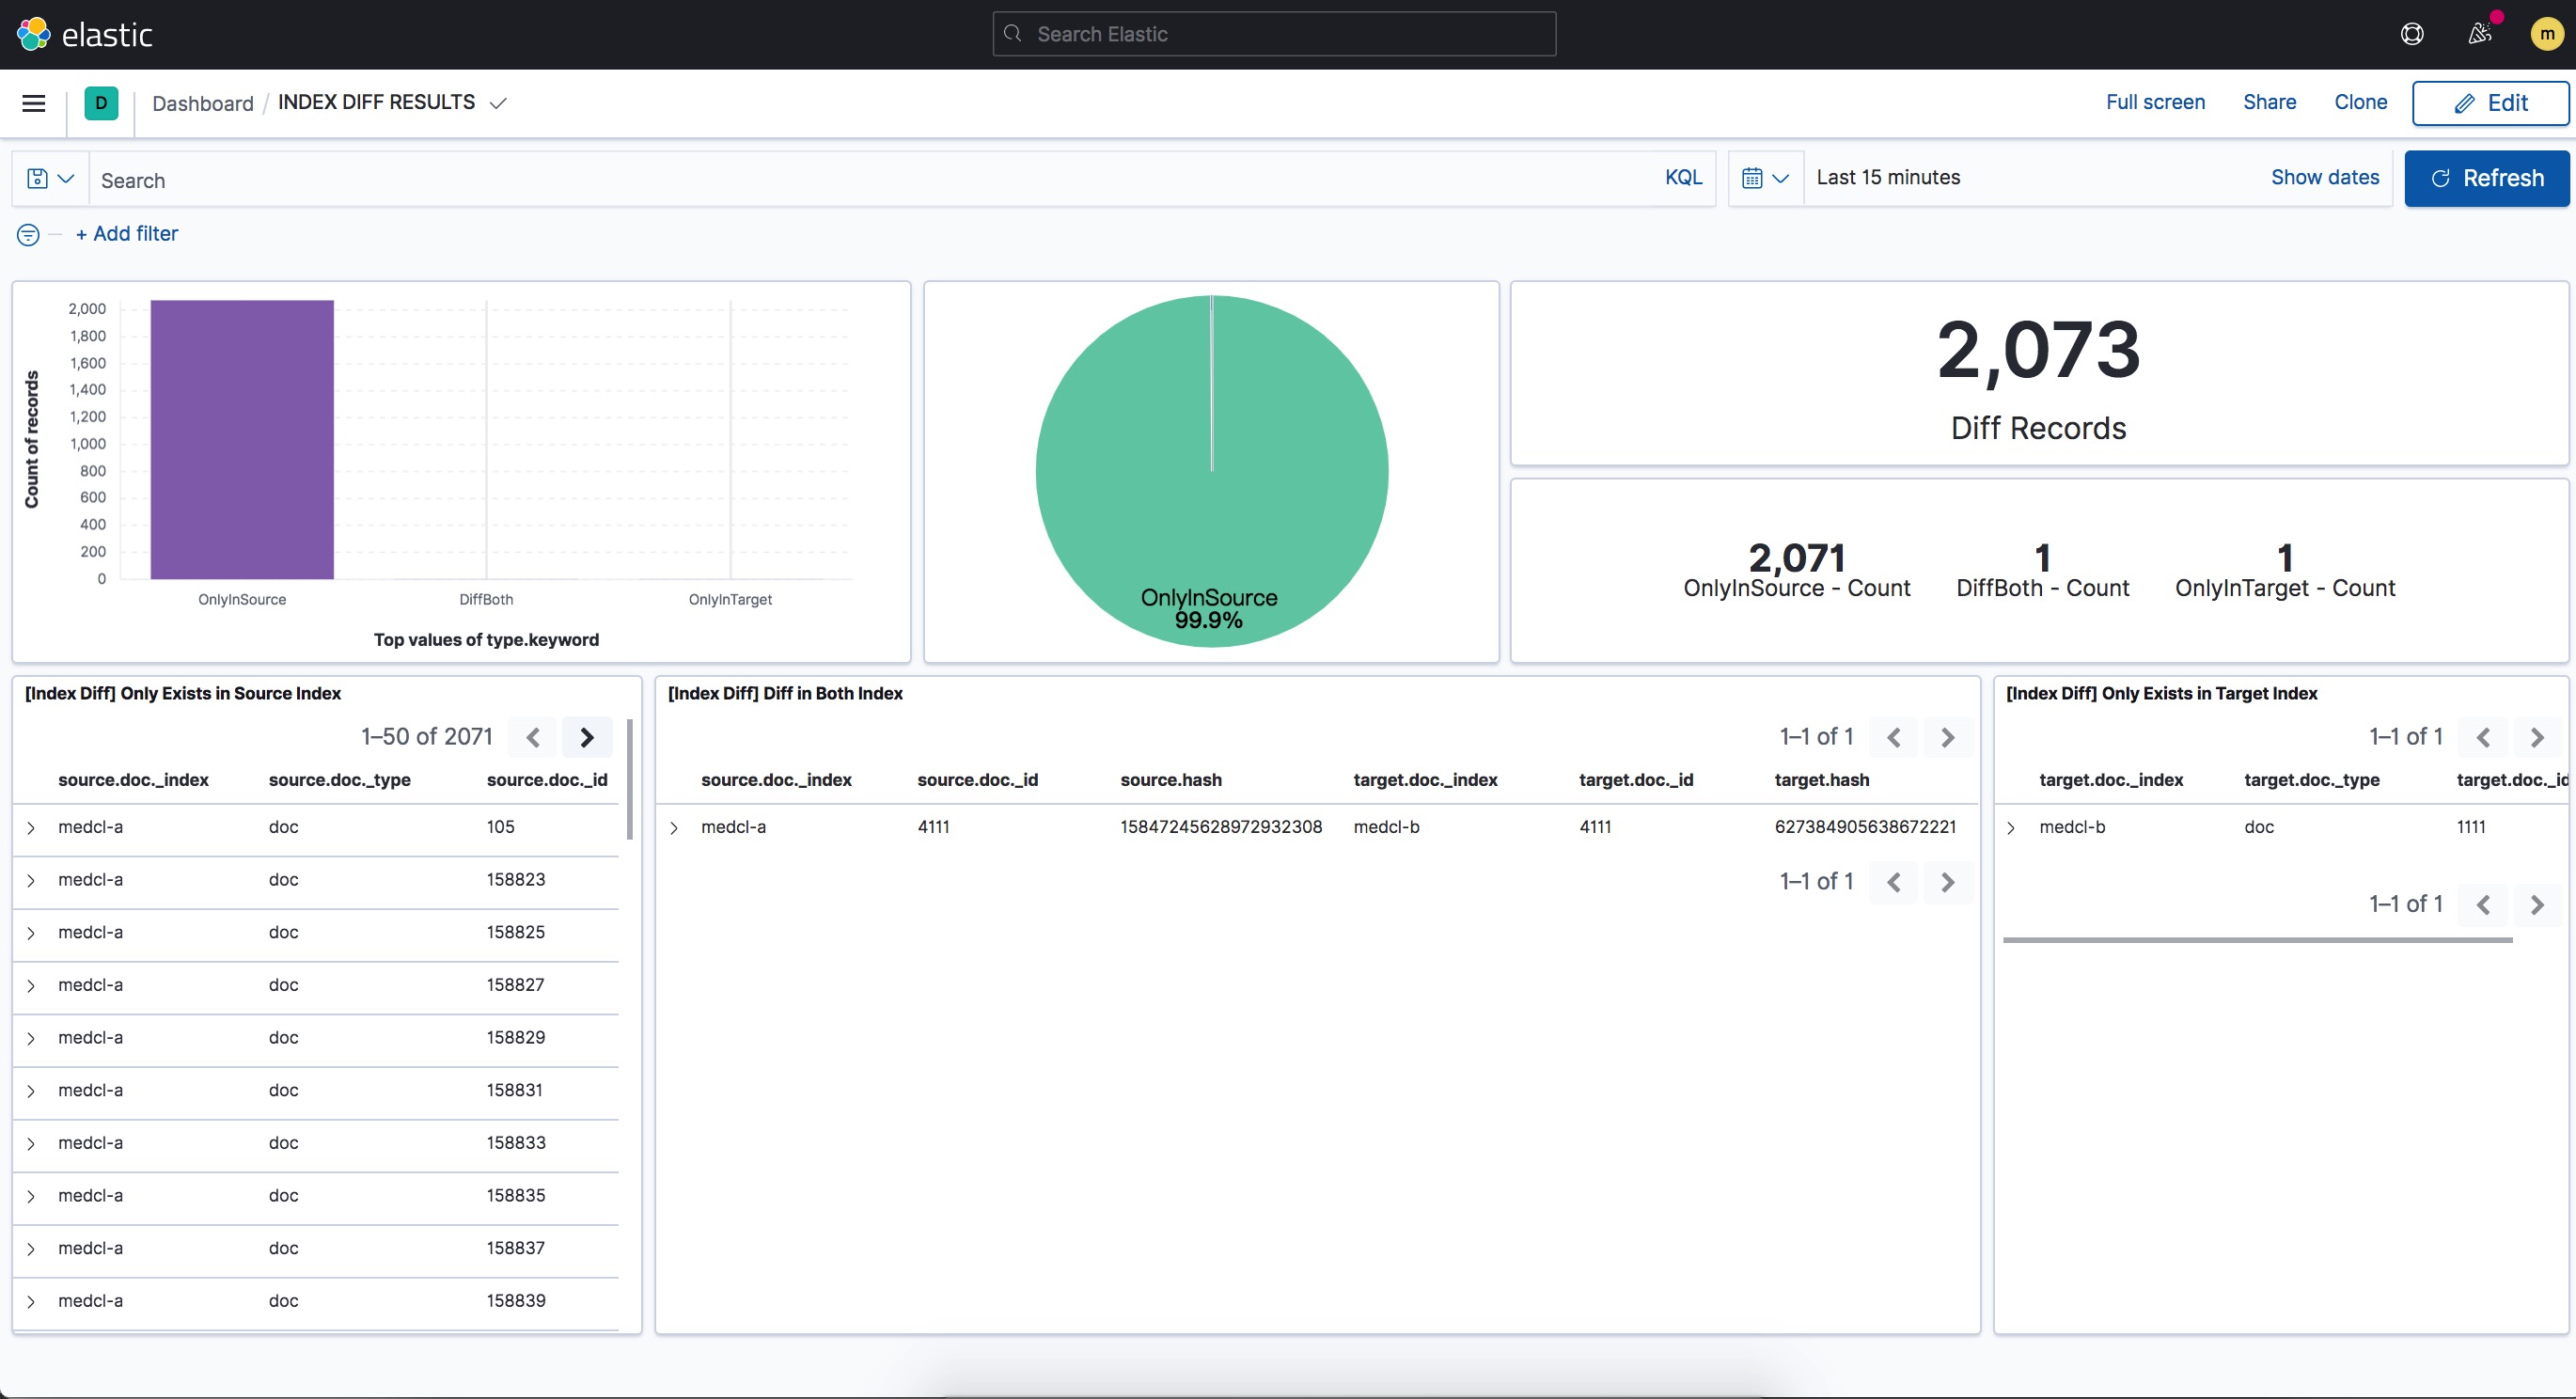 elastic
Search Elastic
m
D
Dashboard / INDEX DIFF RESULTS
Full screen
Share
Clone
Edit
Search
KQL
Last 15 minutes
Show dates
Refresh
+ Add filter
Count of records
2,000
1,800
1,600
1,400
1,200
1,000
800
600
400
200
0
OnlyInSource
DiffBoth
OnlyInTarget
Top values of type.keyword
OnlyInSource
99.9%
2,073
Diff Records
2,071
OnlyInSource - Count
1
DiffBoth - Count
1
OnlyInTarget - Count
[Index Diff] Only Exists in Source Index
1–50 of 2071
source.doc._index source.doc._type source.doc._id
medcl-a doc 105
medcl-a doc 158823
medcl-a doc 158825
medcl-a doc 158827
medcl-a doc 158829
medcl-a doc 158831
medcl-a doc 158833
medcl-a doc 158835
medcl-a doc 158837
medcl-a doc 158839
[Index Diff] Diff in Both Index
1–1 of 1
source.doc._index source.doc._id source.hash target.doc._index target.doc._id target.hash
medcl-a 4111 15847245628972932308 medcl-b 4111 627384905638672221
1–1 of 1
[Index Diff] Only Exists in Target Index
1–1 of 1
target.doc._index target.doc._type target.doc._id
medcl-b doc 1111
1–1 of 1